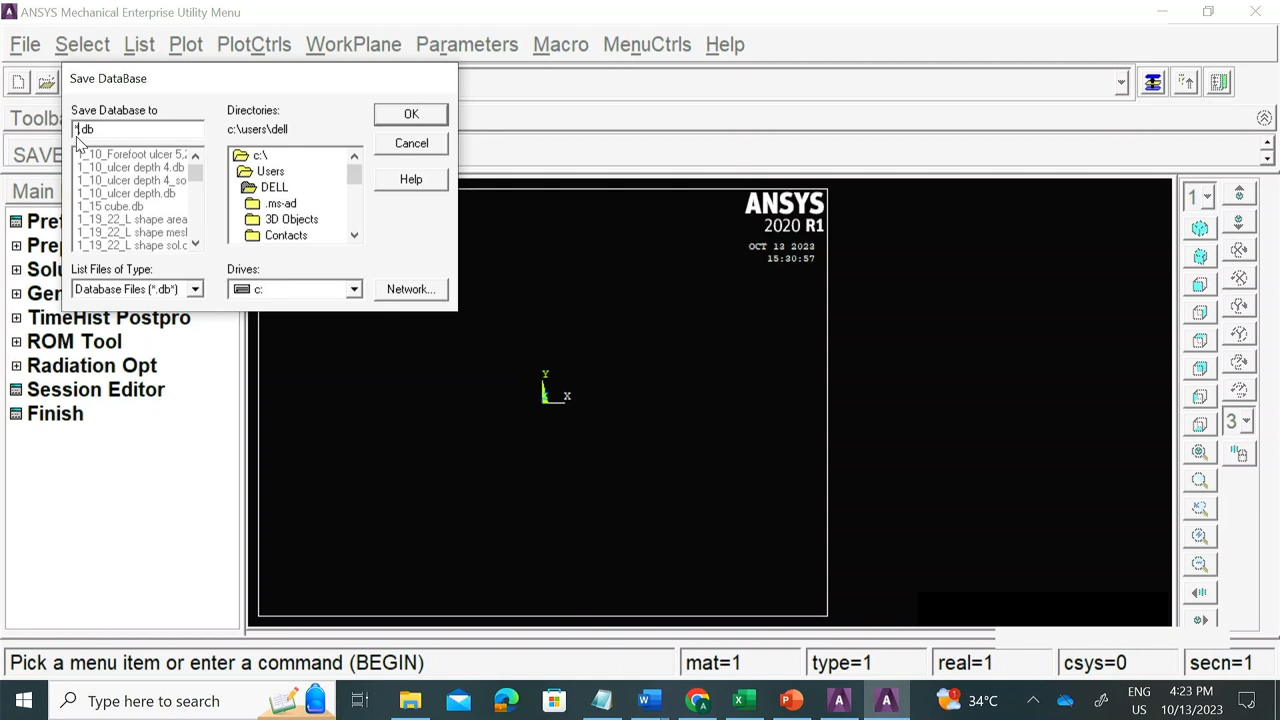 ANSYS Mechanical Enterprise Utility Menu
File Select List Plot PlotCtrls WorkPlane Parameters Macro MenuCtrls Help
Save DataBase
Save Database to
*.db
1_10_Forefoot ulcer 5.2
1_10_ulcer depth 4.db
1_10_ulcer depth 4_so
1_10_ulcer depth.db
1_15 cube.db
1_19_22_L shape area
1_19_22_L shape mesl
1_19_22_L shape sol.c
List Files of Type:
Database Files (*.db*)
Directories:
c:\users\dell
c:\
Users
DELL
.ms-ad
3D Objects
Contacts
Drives:
c:
OK
Cancel
Help
Network...
Toolba
SAVE
Main
Pref
Prep
Solu
Gen
TimeHist Postpro
ROM Tool
Radiation Opt
Session Editor
Finish
ANSYS
2020 R1
OCT 13 2023
15:30:57
Y
X
1
3
Pick a menu item or enter a command (BEGIN)
mat=1
type=1
real=1
csys=0
secn=1
Type here to search
1
34°C
ENG
US
4:23 PM
10/13/2023